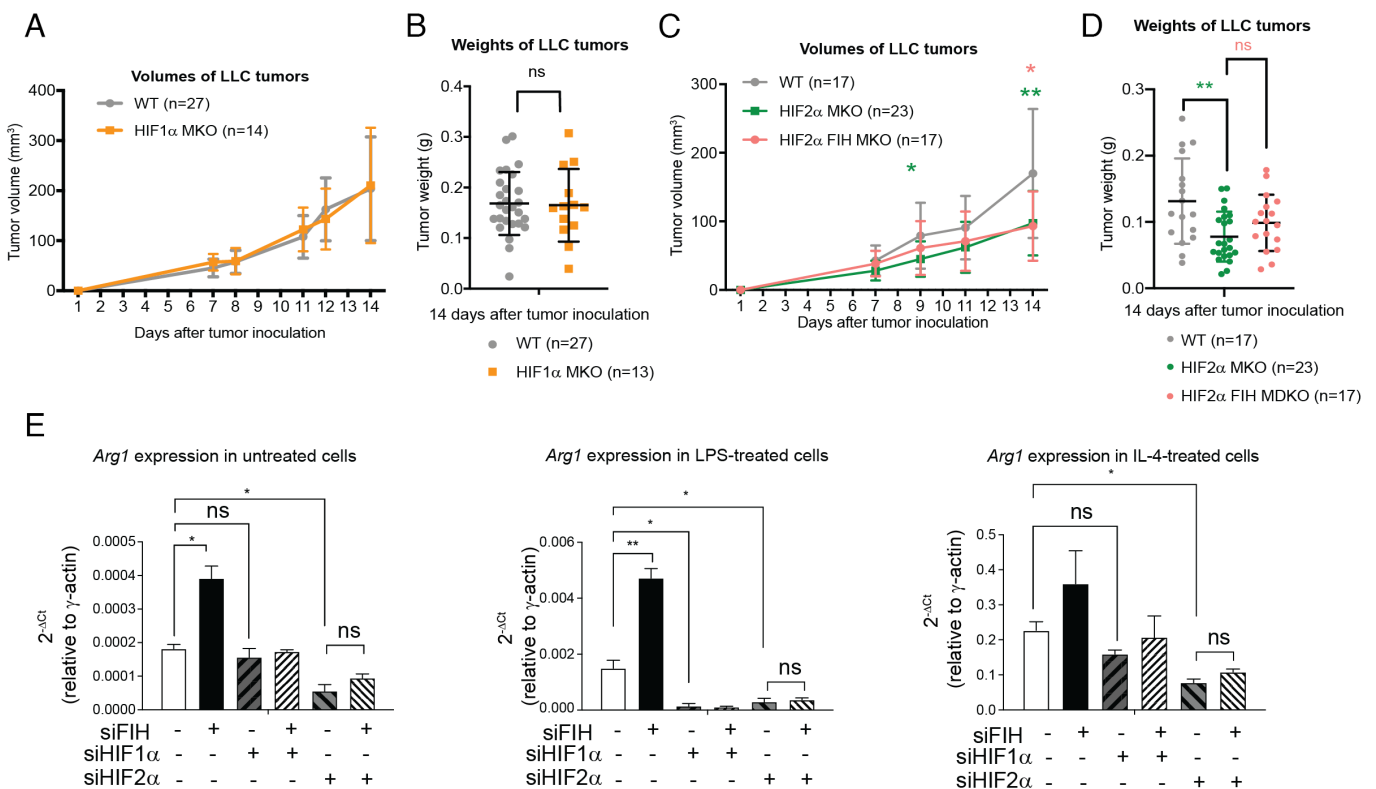 A
Volumes of LLC tumors
WT (n=27)
HIF1α MKO (n=14)
Tumor volume (mm³)
400
300
200
100
0
1 2 3 4 5 6 7 8 9 10 11 12 13 14
Days after tumor inoculation
B
Weights of LLC tumors
ns
Tumor weight (g)
0.4
0.3
0.2
0.1
0.0
14 days after tumor inoculation
WT (n=27)
HIF1α MKO (n=13)
C
Volumes of LLC tumors
WT (n=17)
HIF2α MKO (n=23)
HIF2α FIH MKO (n=17)
*
**
*
Tumor volume (mm³)
300
200
100
0
1 2 3 4 5 6 7 8 9 10 11 12 13 14
Days after tumor inoculation
D
Weights of LLC tumors
ns
**
Tumor weight (g)
0.3
0.2
0.1
0.0
14 days after tumor inoculation
WT (n=17)
HIF2α MKO (n=23)
HIF2α FIH MDKO (n=17)
E
Arg1 expression in untreated cells
*
ns
*
ns
2-ΔCt
(relative to γ-actin)
0.0005
0.0004
0.0003
0.0002
0.0001
0.0000
siFIH - + - + - +
siHIF1α - - + + - -
siHIF2α - - - - + +
Arg1 expression in LPS-treated cells
*
*
**
ns
2-ΔCt
(relative to γ-actin)
0.006
0.004
0.002
0.000
siFIH - + - + - +
siHIF1α - - + + - -
siHIF2α - - - - + +
Arg1 expression in IL-4-treated cells
*
ns
ns
2-ΔCt
(relative to γ-actin)
0.5
0.4
0.3
0.2
0.1
0.0
siFIH - + - + - +
siHIF1α - - + + - -
siHIF2α - - - - + +